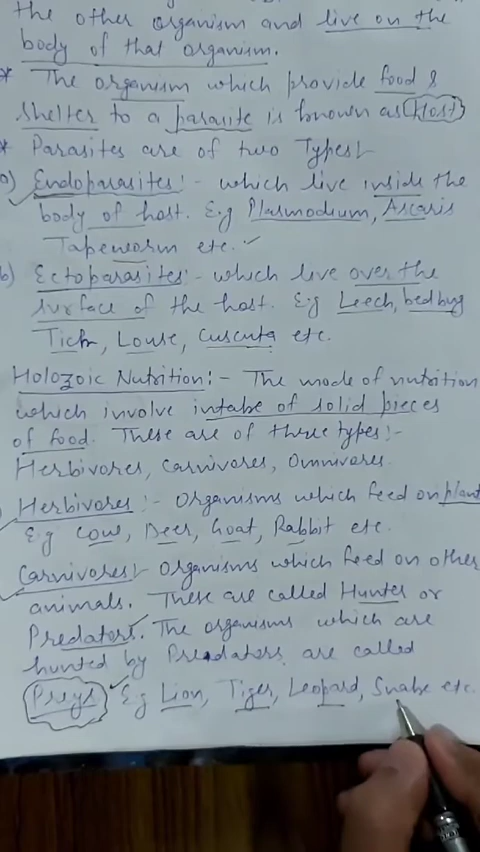 the other organism and live on the
body of that organism.
* The organism which provide food &
shelter to a parasite is known as Host
* Parasites are of two Types:-
a) Endoparasites:- which live inside the
body of host. E.g Plasmodium, Ascaris
Tapeworm etc.
b) Ectoparasites:- which live over the
surface of the host. E.g Leech, bed bug
Tick, Louse, Cuscuta etc.
Holozoic Nutrition:- The mode of nutrition
which involve intake of solid pieces
of food. These are of three types:-
Herbivores, Carnivores, Omnivores.
Herbivores:- Organisms which feed on plant
E.g Cow, Deer, Goat, Rabbit etc.
Carnivores:- Organisms which feed on other
animals. These are called Hunter or
Predators. The organisms which are
hunted by Predators are called
Preys E.g Lion, Tiger, Leopard, Snake etc.